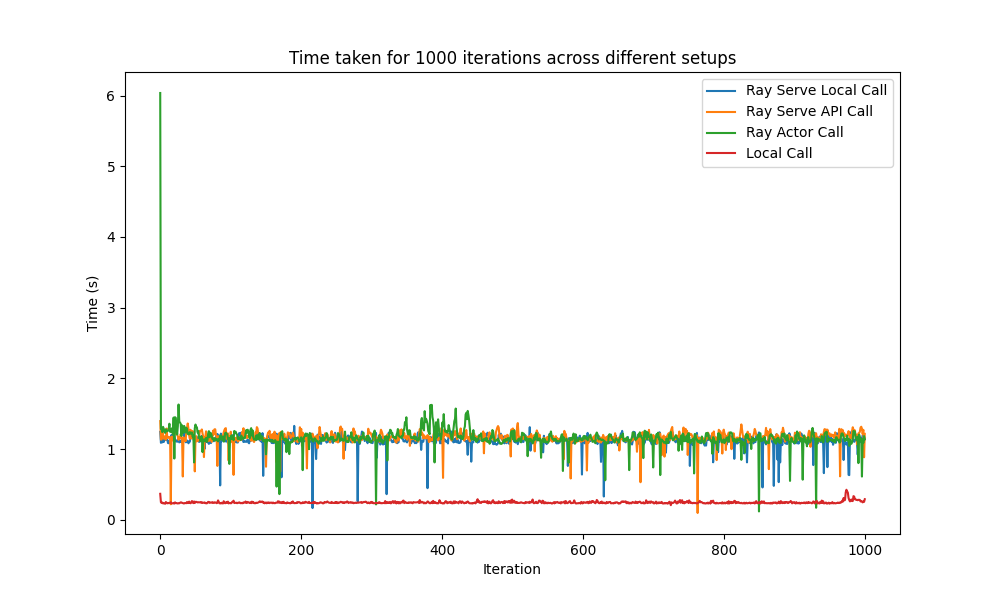 Time taken for 1000 iterations across different setups
Ray Serve Local Call
Ray Serve API Call
Ray Actor Call
Local Call
Time (s)
6
5
4
3
2
1
0
0 200 400 600 800 1000
Iteration